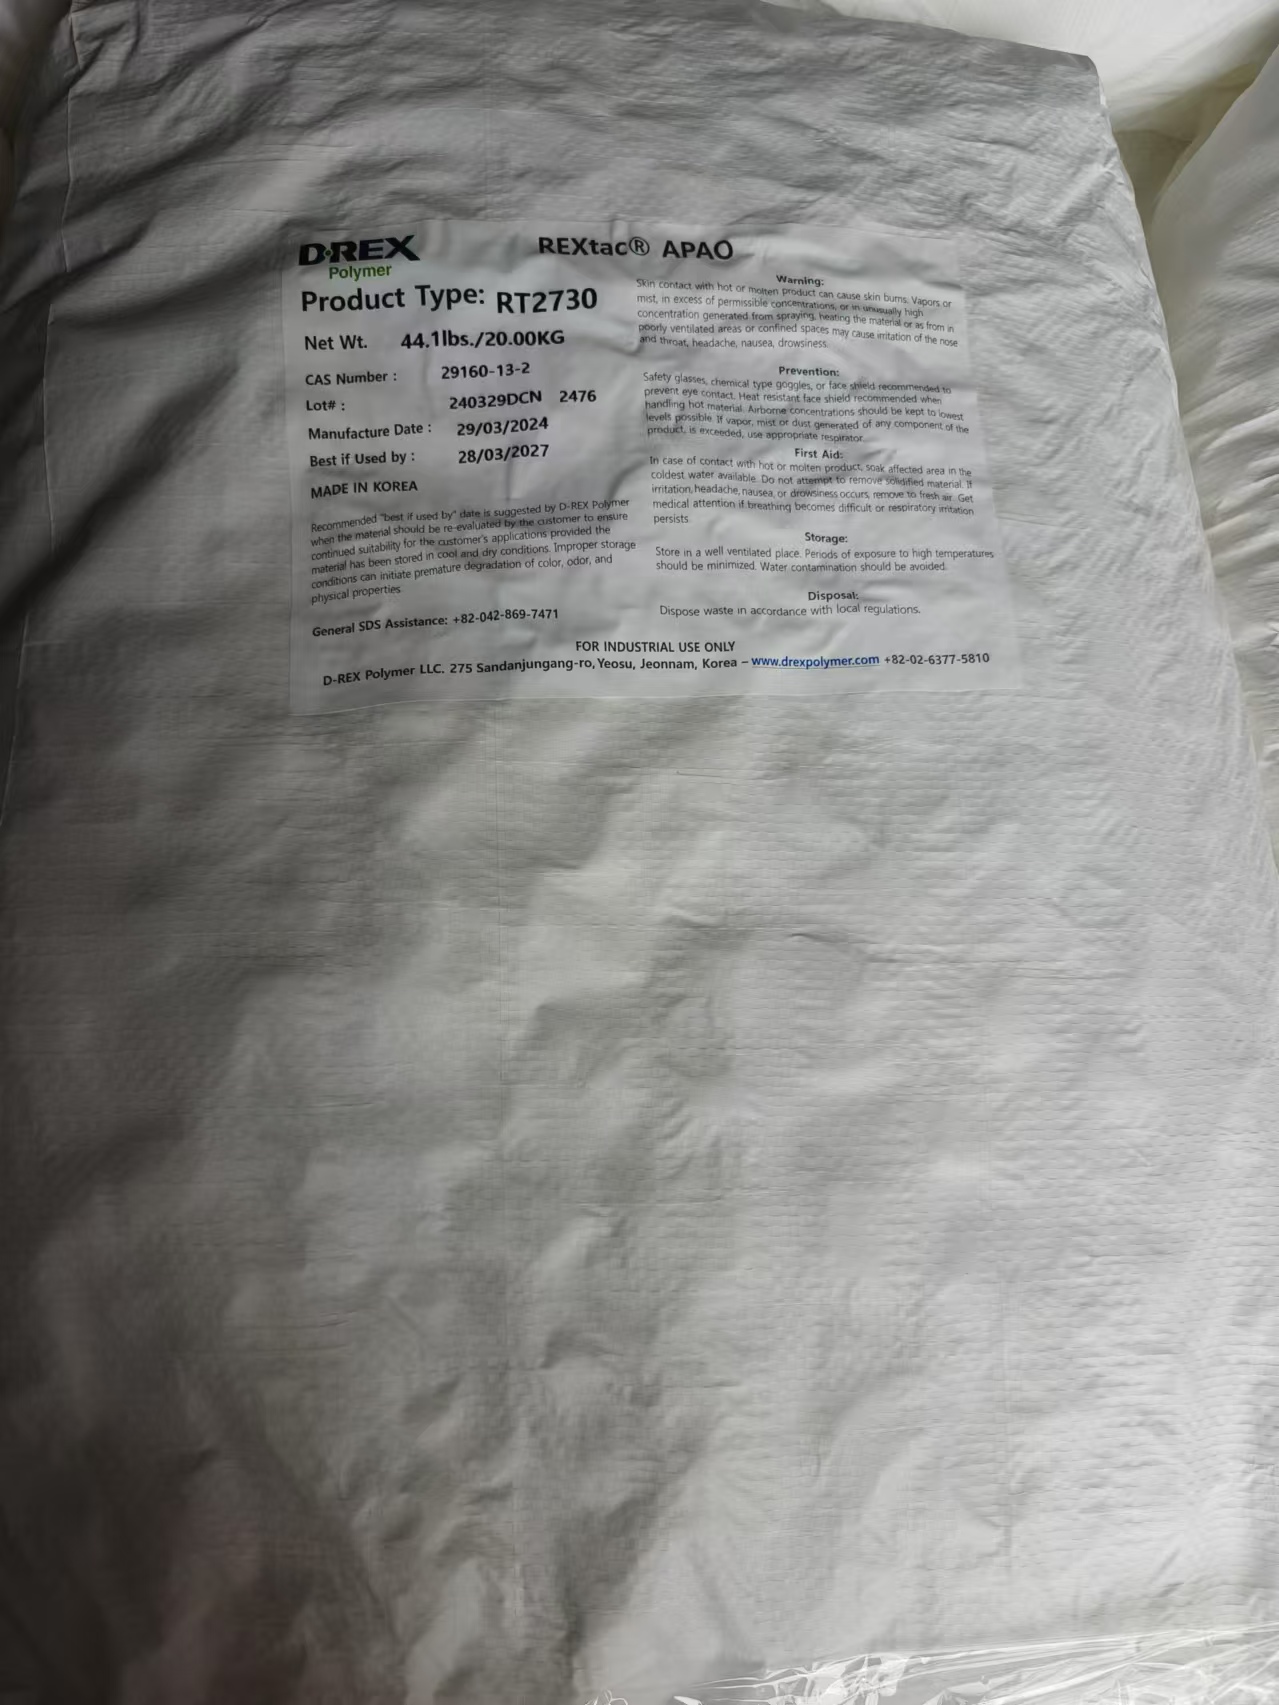 D-REX
Polymer
REXtac® APAO
Product Type: RT2730
Net Wt. 44.1lbs./20.00KG
CAS Number : 29160-13-2
Lot# : 240329DCN 2476
Manufacture Date : 29/03/2024
Best if Used by : 28/03/2027
MADE IN KOREA
Recommended "best if used by" date is suggested by D-REX Polymer
when the material should be re-evaluated by the customer to ensure
continued suitability for the customer's applications provided the
material has been stored in cool and dry conditions. Improper storage
conditions can initiate premature degradation of color, odor, and
physical properties
General SDS Assistance: +82-042-869-7471
Warning:
Skin contact with hot or molten product can cause skin burns. Vapors or
mist, in excess of permissible concentrations, or in unusually high
concentration generated from spraying, heating the material or as from in
poorly ventilated areas or confined spaces may cause irritation of the nose
and throat, headache, nausea, drowsiness.
Prevention:
Safety glasses, chemical type goggles, or face shield recommended to
prevent eye contact. Heat resistant face shield recommended when
handling hot material. Airborne concentrations should be kept to lowest
levels possible. If vapor, mist or dust generated of any component of the
product, is exceeded, use appropriate respirator.
First Aid:
In case of contact with hot or molten product, soak affected area in the
coldest water available. Do not attempt to remove solidified material. If
irritation, headache, nausea, or drowsiness occurs, remove to fresh air. Get
medical attention if breathing becomes difficult or respiratory irritation
persists.
Storage:
Store in a well ventilated place. Periods of exposure to high temperatures
should be minimized. Water contamination should be avoided.
Disposal:
Dispose waste in accordance with local regulations.
FOR INDUSTRIAL USE ONLY
D-REX Polymer LLC. 275 Sandanjungang-ro, Yeosu, Jeonnam, Korea – www.drexpolymer.com +82-02-6377-5810